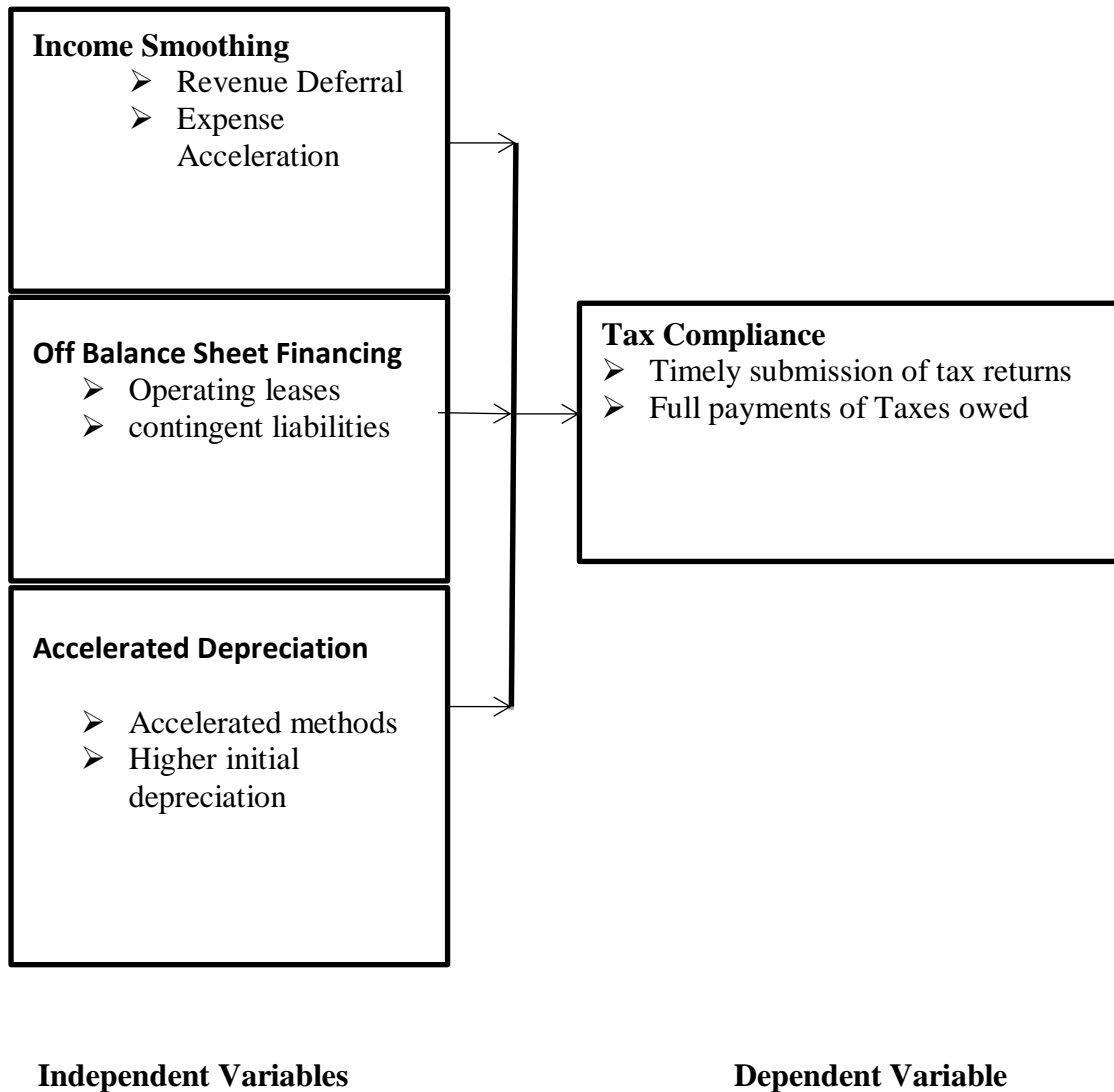 Income Smoothing
➢ Revenue Deferral
➢ Expense
Acceleration
Off Balance Sheet Financing
➢ Operating leases
➢ contingent liabilities
Accelerated Depreciation
➢ Accelerated methods
➢ Higher initial
depreciation
Tax Compliance
➢ Timely submission of tax returns
➢ Full payments of Taxes owed
Independent Variables
Dependent Variable